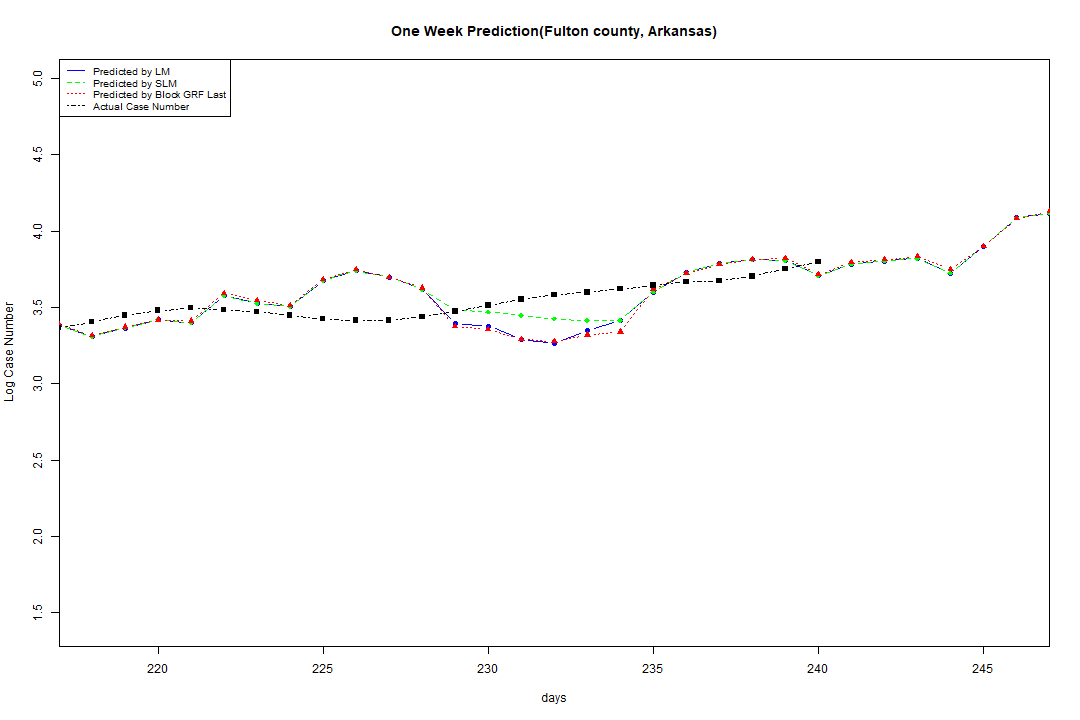 One Week Prediction(Fulton county, Arkansas)
Predicted by LM
Predicted by SLM
Predicted by Block GRF Last
Actual Case Number
5.0
4.5
4.0
3.5
3.0
2.5
2.0
1.5
Log Case Number
220
225
230
235
240
245
days